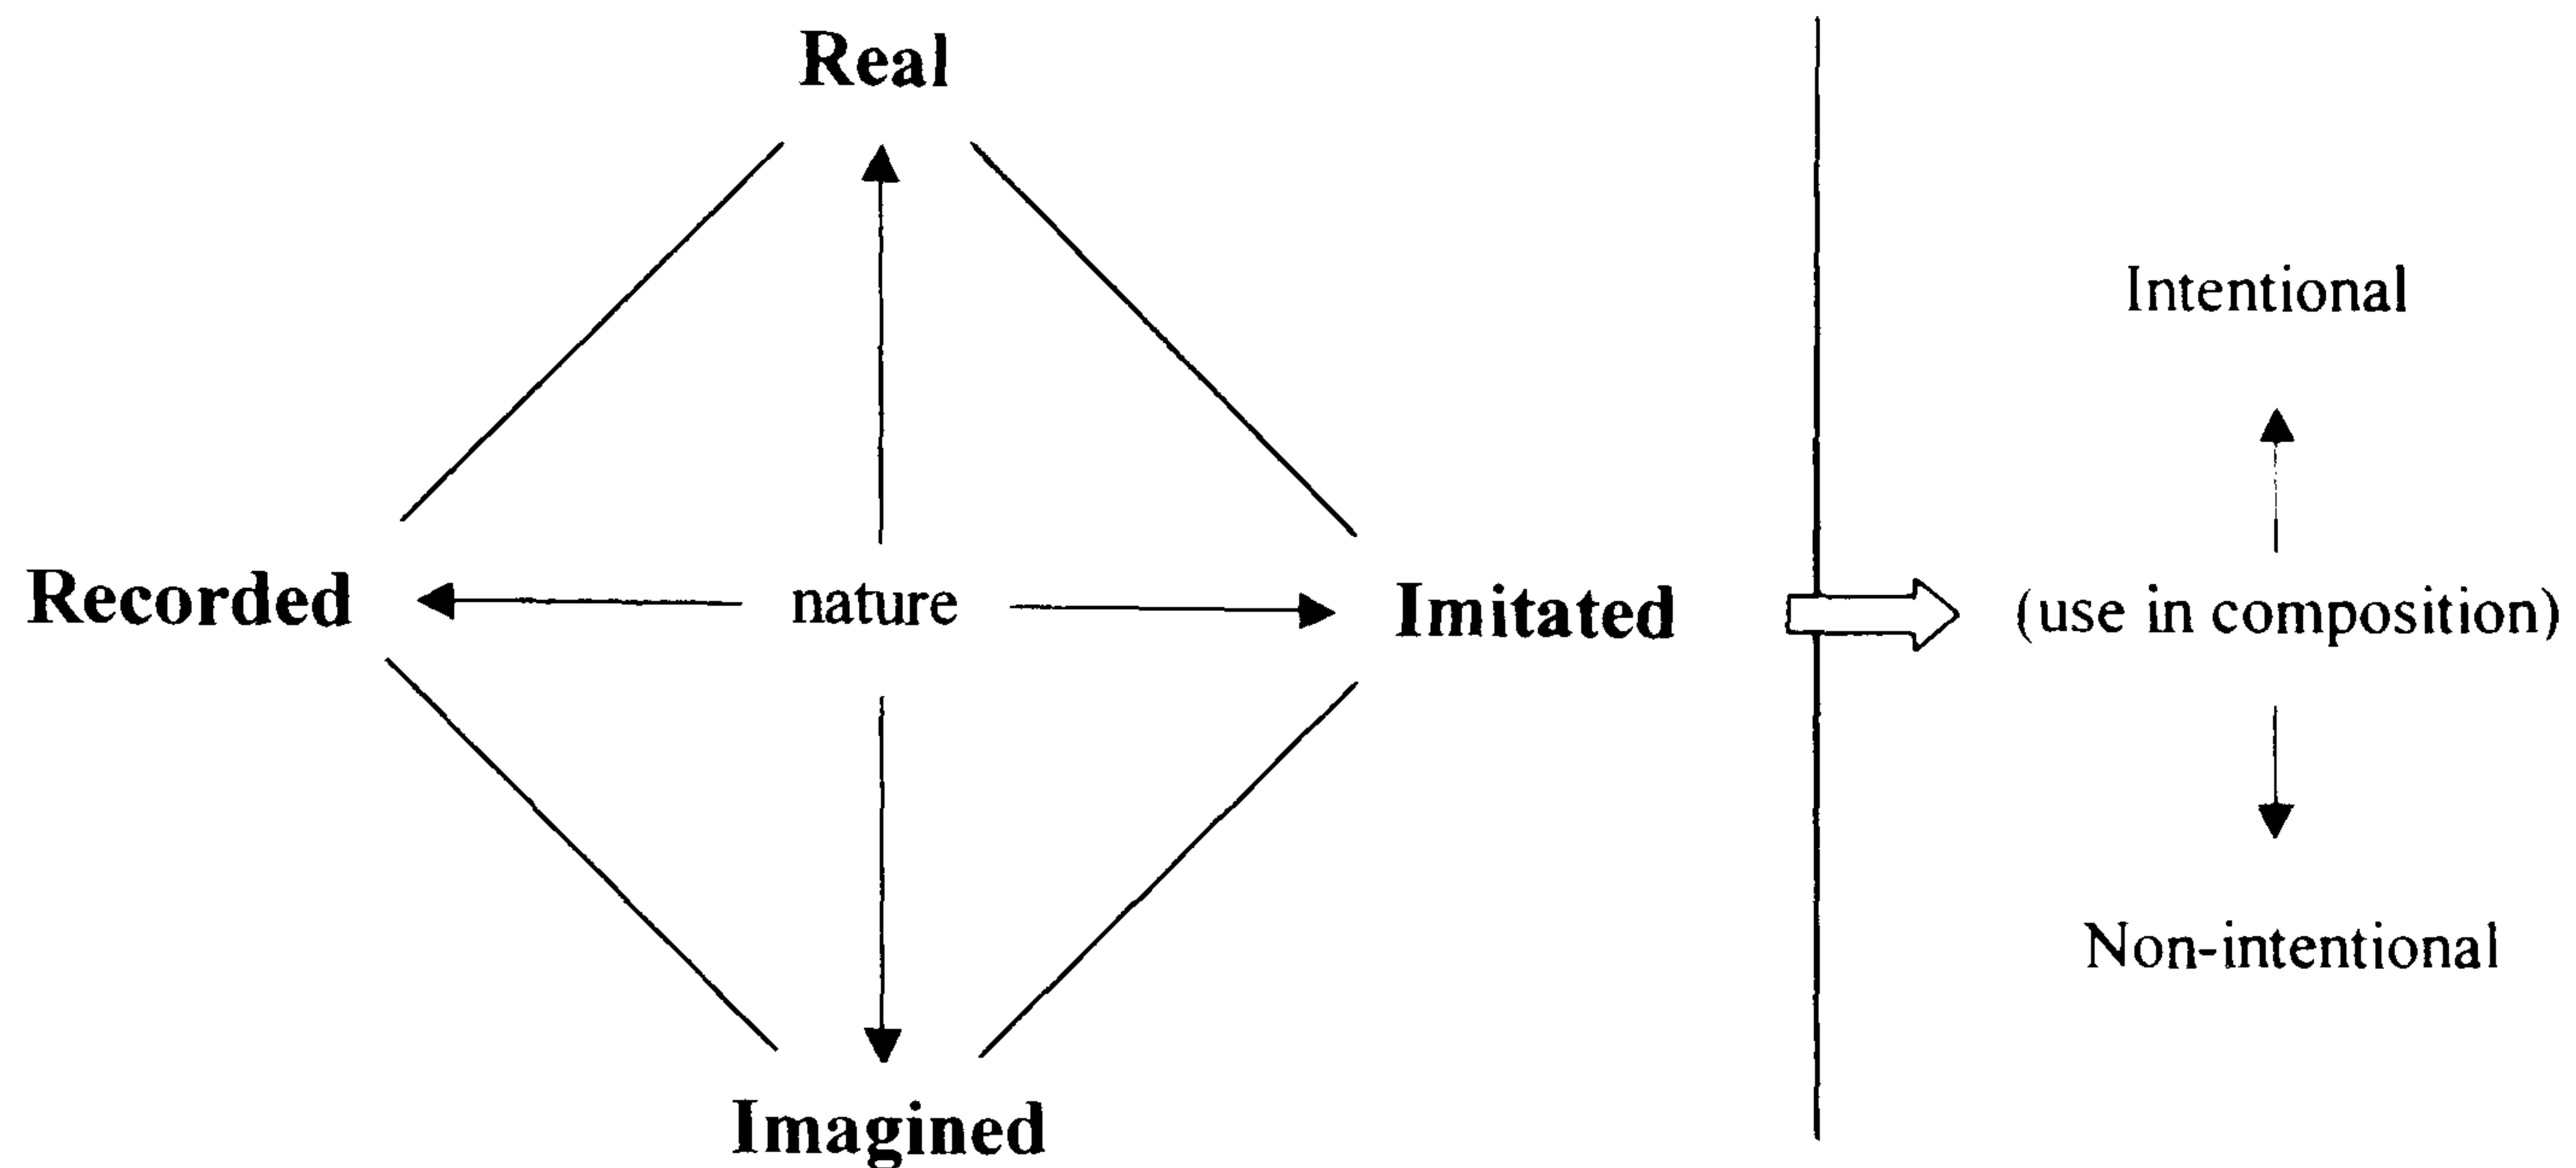 Real
Intentional
Recorded
nature
Imitated
(use in composition)
Non-intentional
Imagined